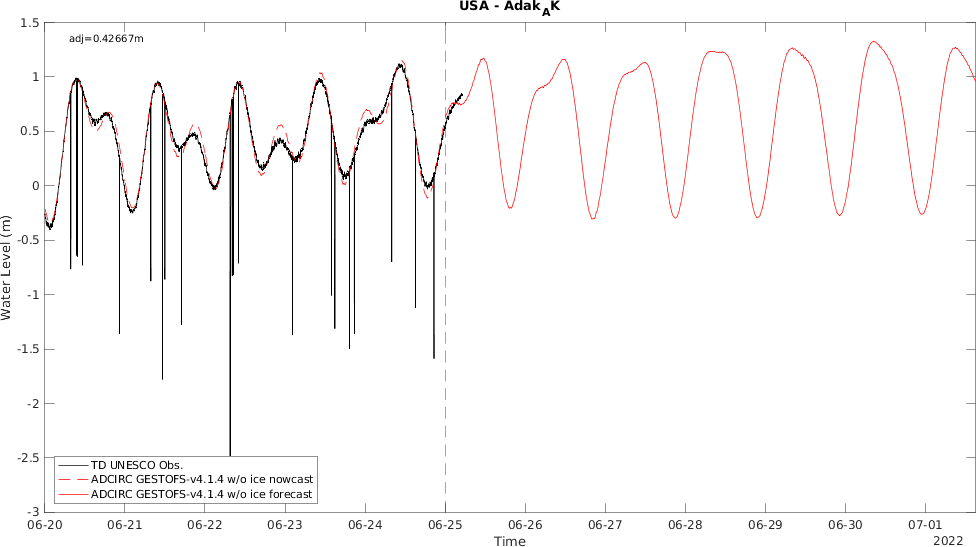 USA - Adak_AK
adj=0.42667m
1.5
1
0.5
0
-0.5
-1
-1.5
-2
-2.5
-3
Water Level (m)
TD UNESCO Obs.
ADCIRC GESTOFS-v4.1.4 w/o ice nowcast
ADCIRC GESTOFS-v4.1.4 w/o ice forecast
06-20 06-21 06-22 06-23 06-24 06-25 06-26 06-27 06-28 06-29 06-30 07-01
Time
2022